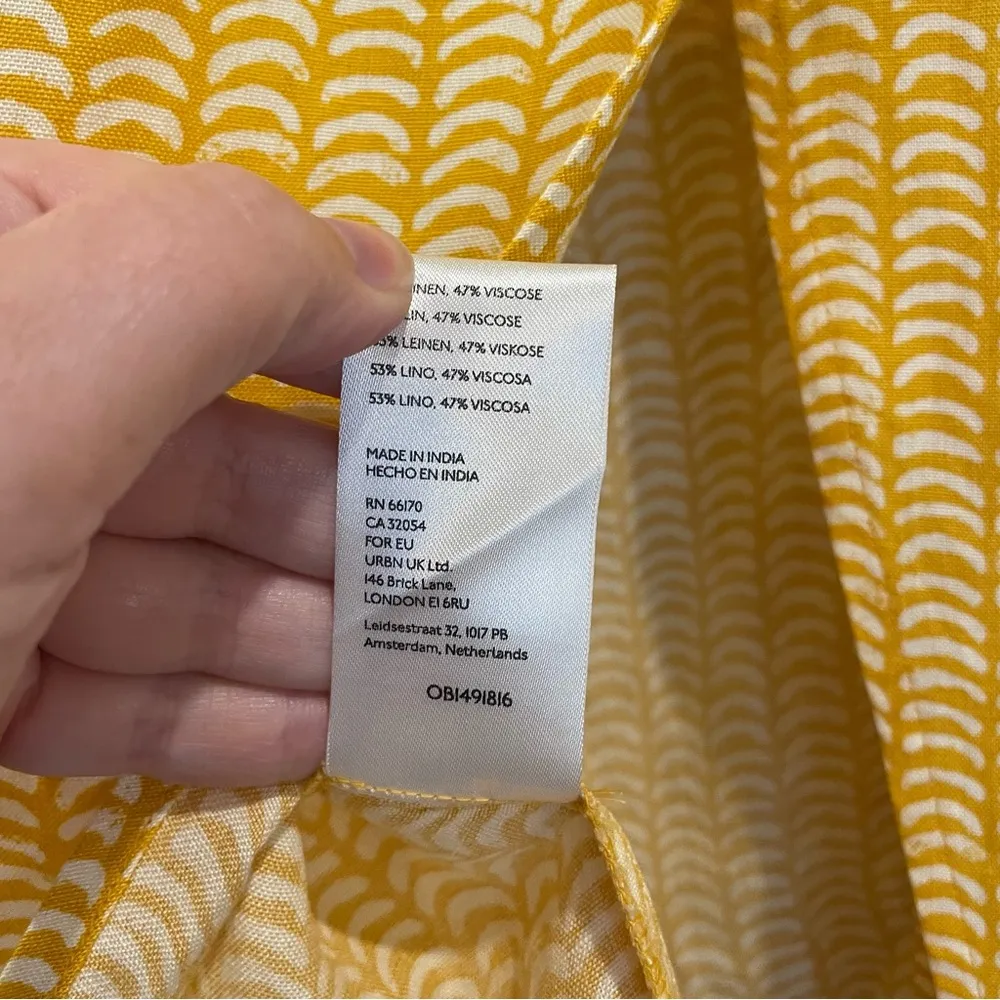 47% VISCOSE
47% VISCOSE
LEINEN, 47% VISKOSE
53% LINO, 47% VISCOSA
53% LINO, 47% VISCOSA
MADE IN INDIA
HECHO EN INDIA
RN 66170
CA 32054
FOR EU
URBN UK Ltd.
146 Brick Lane,
LONDON E1 6RU
Leidsestraat 32, 1017 PB
Amsterdam, Netherlands
OB1491816